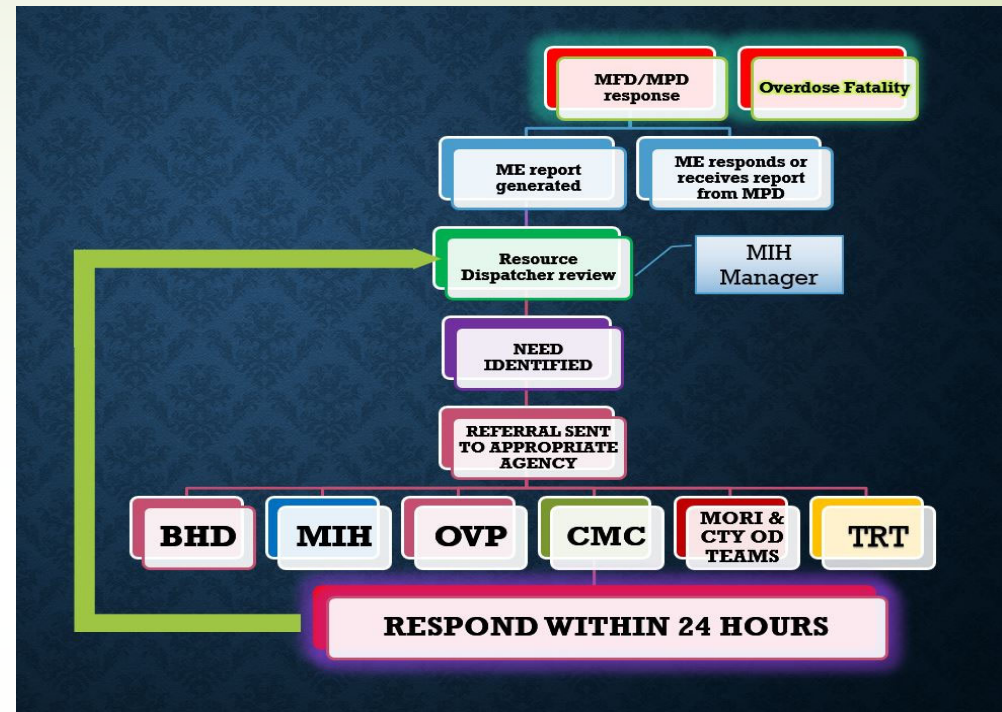 MFD/MPD
response
Overdose Fatality
ME report
generated
ME responds or
receives report
from MPD
Resource
Dispatcher review
MIH
Manager
NEED
IDENTIFIED
REFERRAL SENT
TO APPROPRIATE
AGENCY
BHD
MIH
OVP
CMC
MORI &
CTY OD
TEAMS
TRT
RESPOND WITHIN 24 HOURS